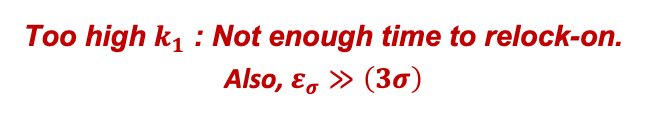 Too high k₁ : Not enough time to relock-on.
Also, ε_σ ≫ (3σ)